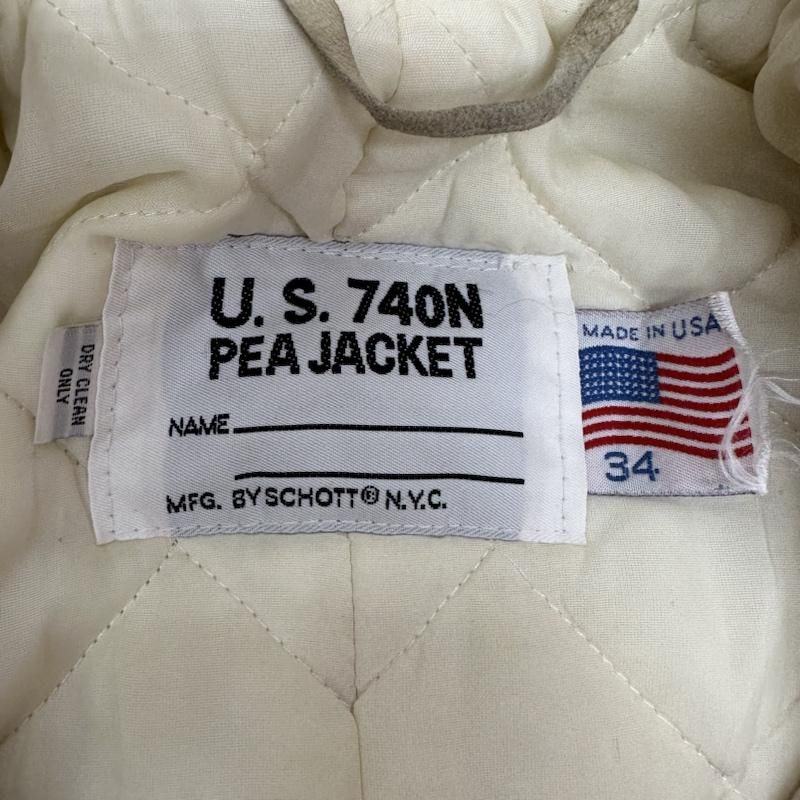 U. S. 740N
PEA JACKET
NAME
MFG. BY SCHOTT® N.Y.C.
DRY CLEAN
ONLY
MADE IN USA
34